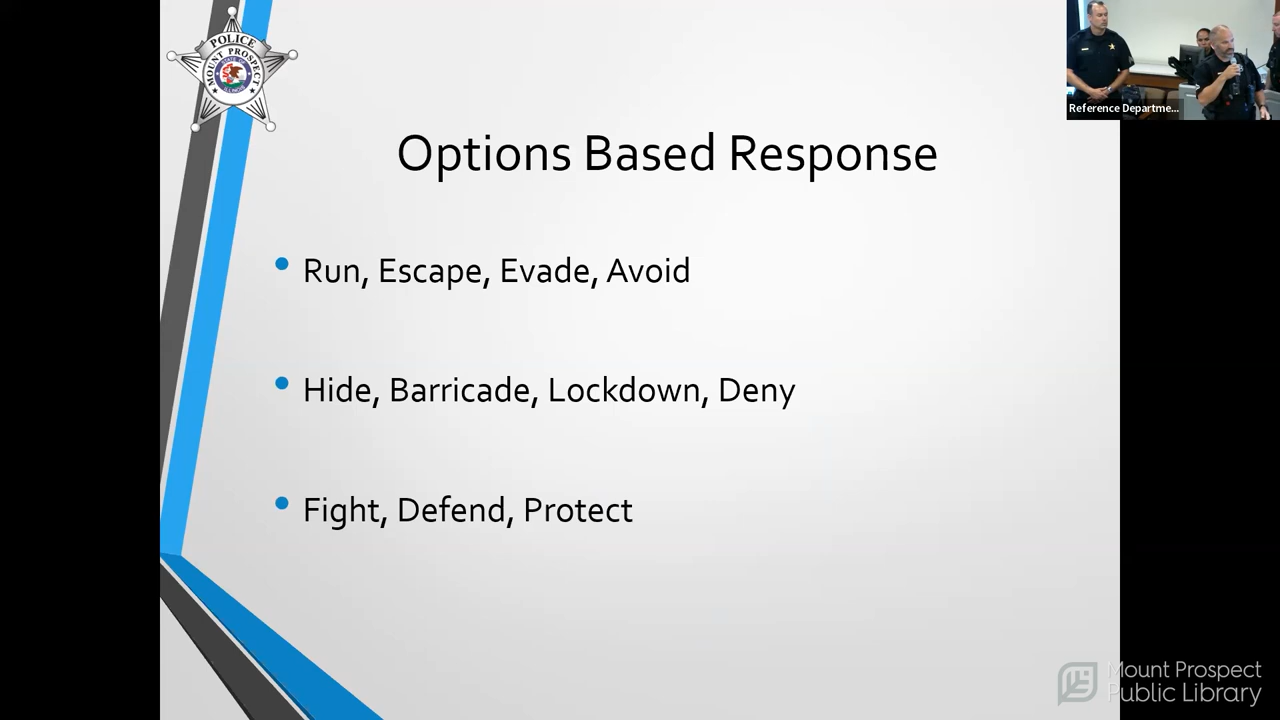 POLICE
MOUNT PROSPECT
ILLINOIS
Reference Departme...
Options Based Response
• Run, Escape, Evade, Avoid
• Hide, Barricade, Lockdown, Deny
• Fight, Defend, Protect
Mount Prospect
Public Library